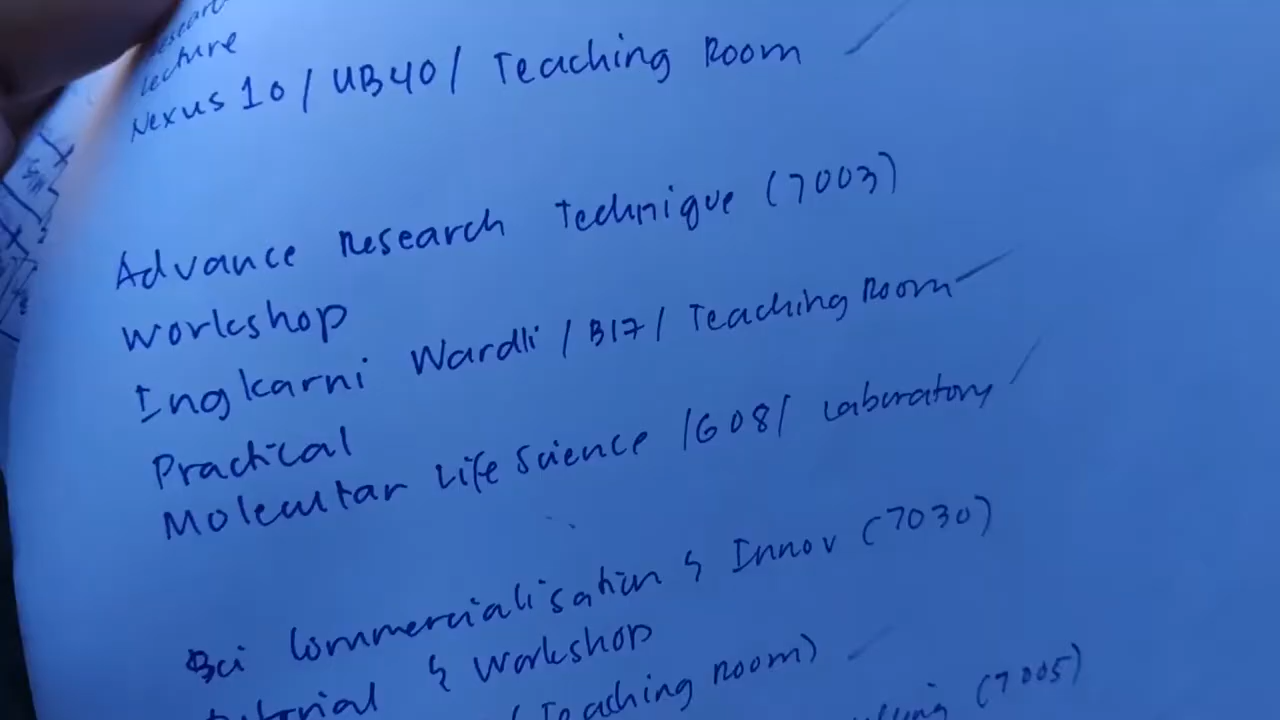 lecture
Nexus 10 / UB40 / Teaching Room
Advance Research Technique (7003)
Workshop
Ingkarni Wardli / B17 / Teaching Room
Practical
Molecular Life Science /G08/ Laboratory
Sci Commercialisation & Innov (7030)
Tutorial & Workshop
(Teaching Room)
(7005)